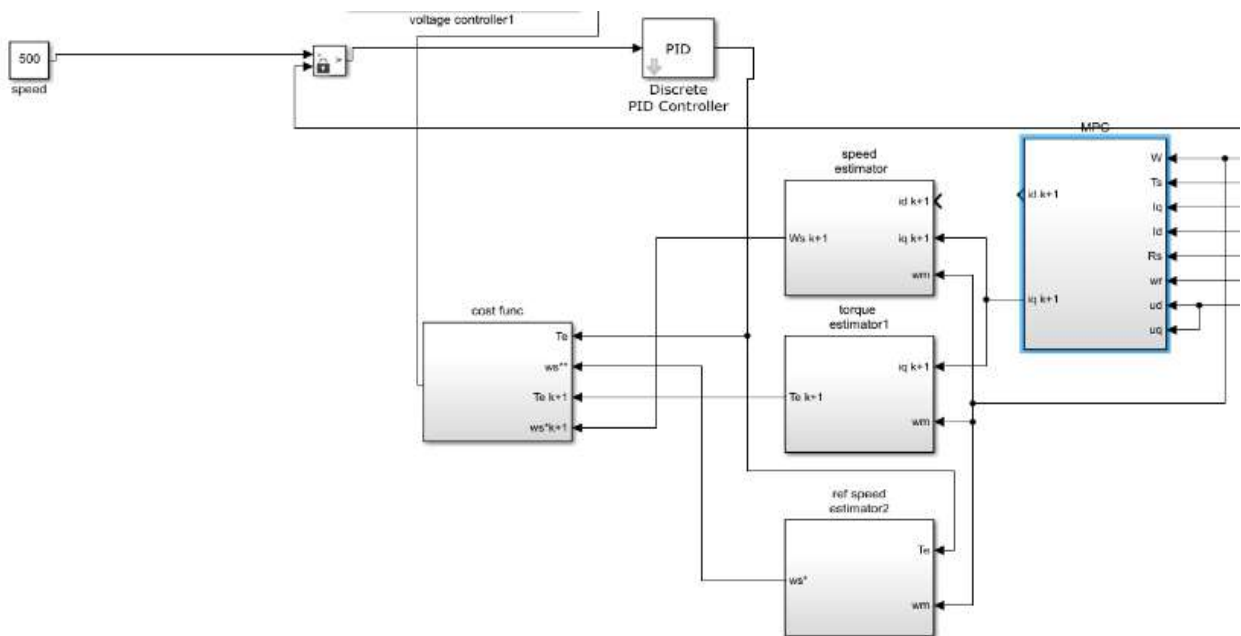 voltage controller1
500
speed
PID
Discrete
PID Controller
MPC
W
Ts
Iq
Id
Rs
wr
ud
uq
id k+1
iq k+1
speed
estimator
id k+1
iq k+1
wm
Ws k+1
torque
estimator1
iq k+1
wm
Te k+1
cost func
Te
ws**
Te k+1
ws*k+1
ref speed
estimator2
Te
wm
ws*